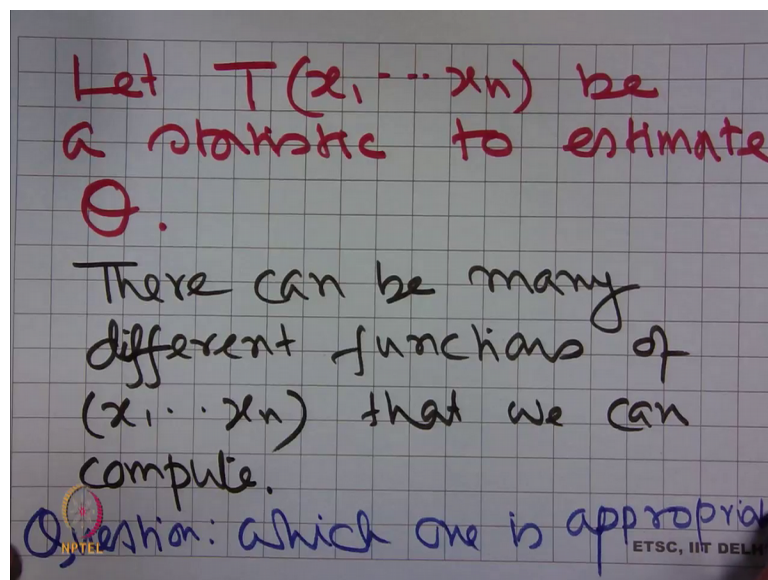 Let T(x₁ ... xₙ) be
a statistic to estimate
θ.
There can be many
different functions of
(x₁ .. xₙ) that we can
compute.
Question: which one is appropria
NPTEL
ETSC, IIT DELH